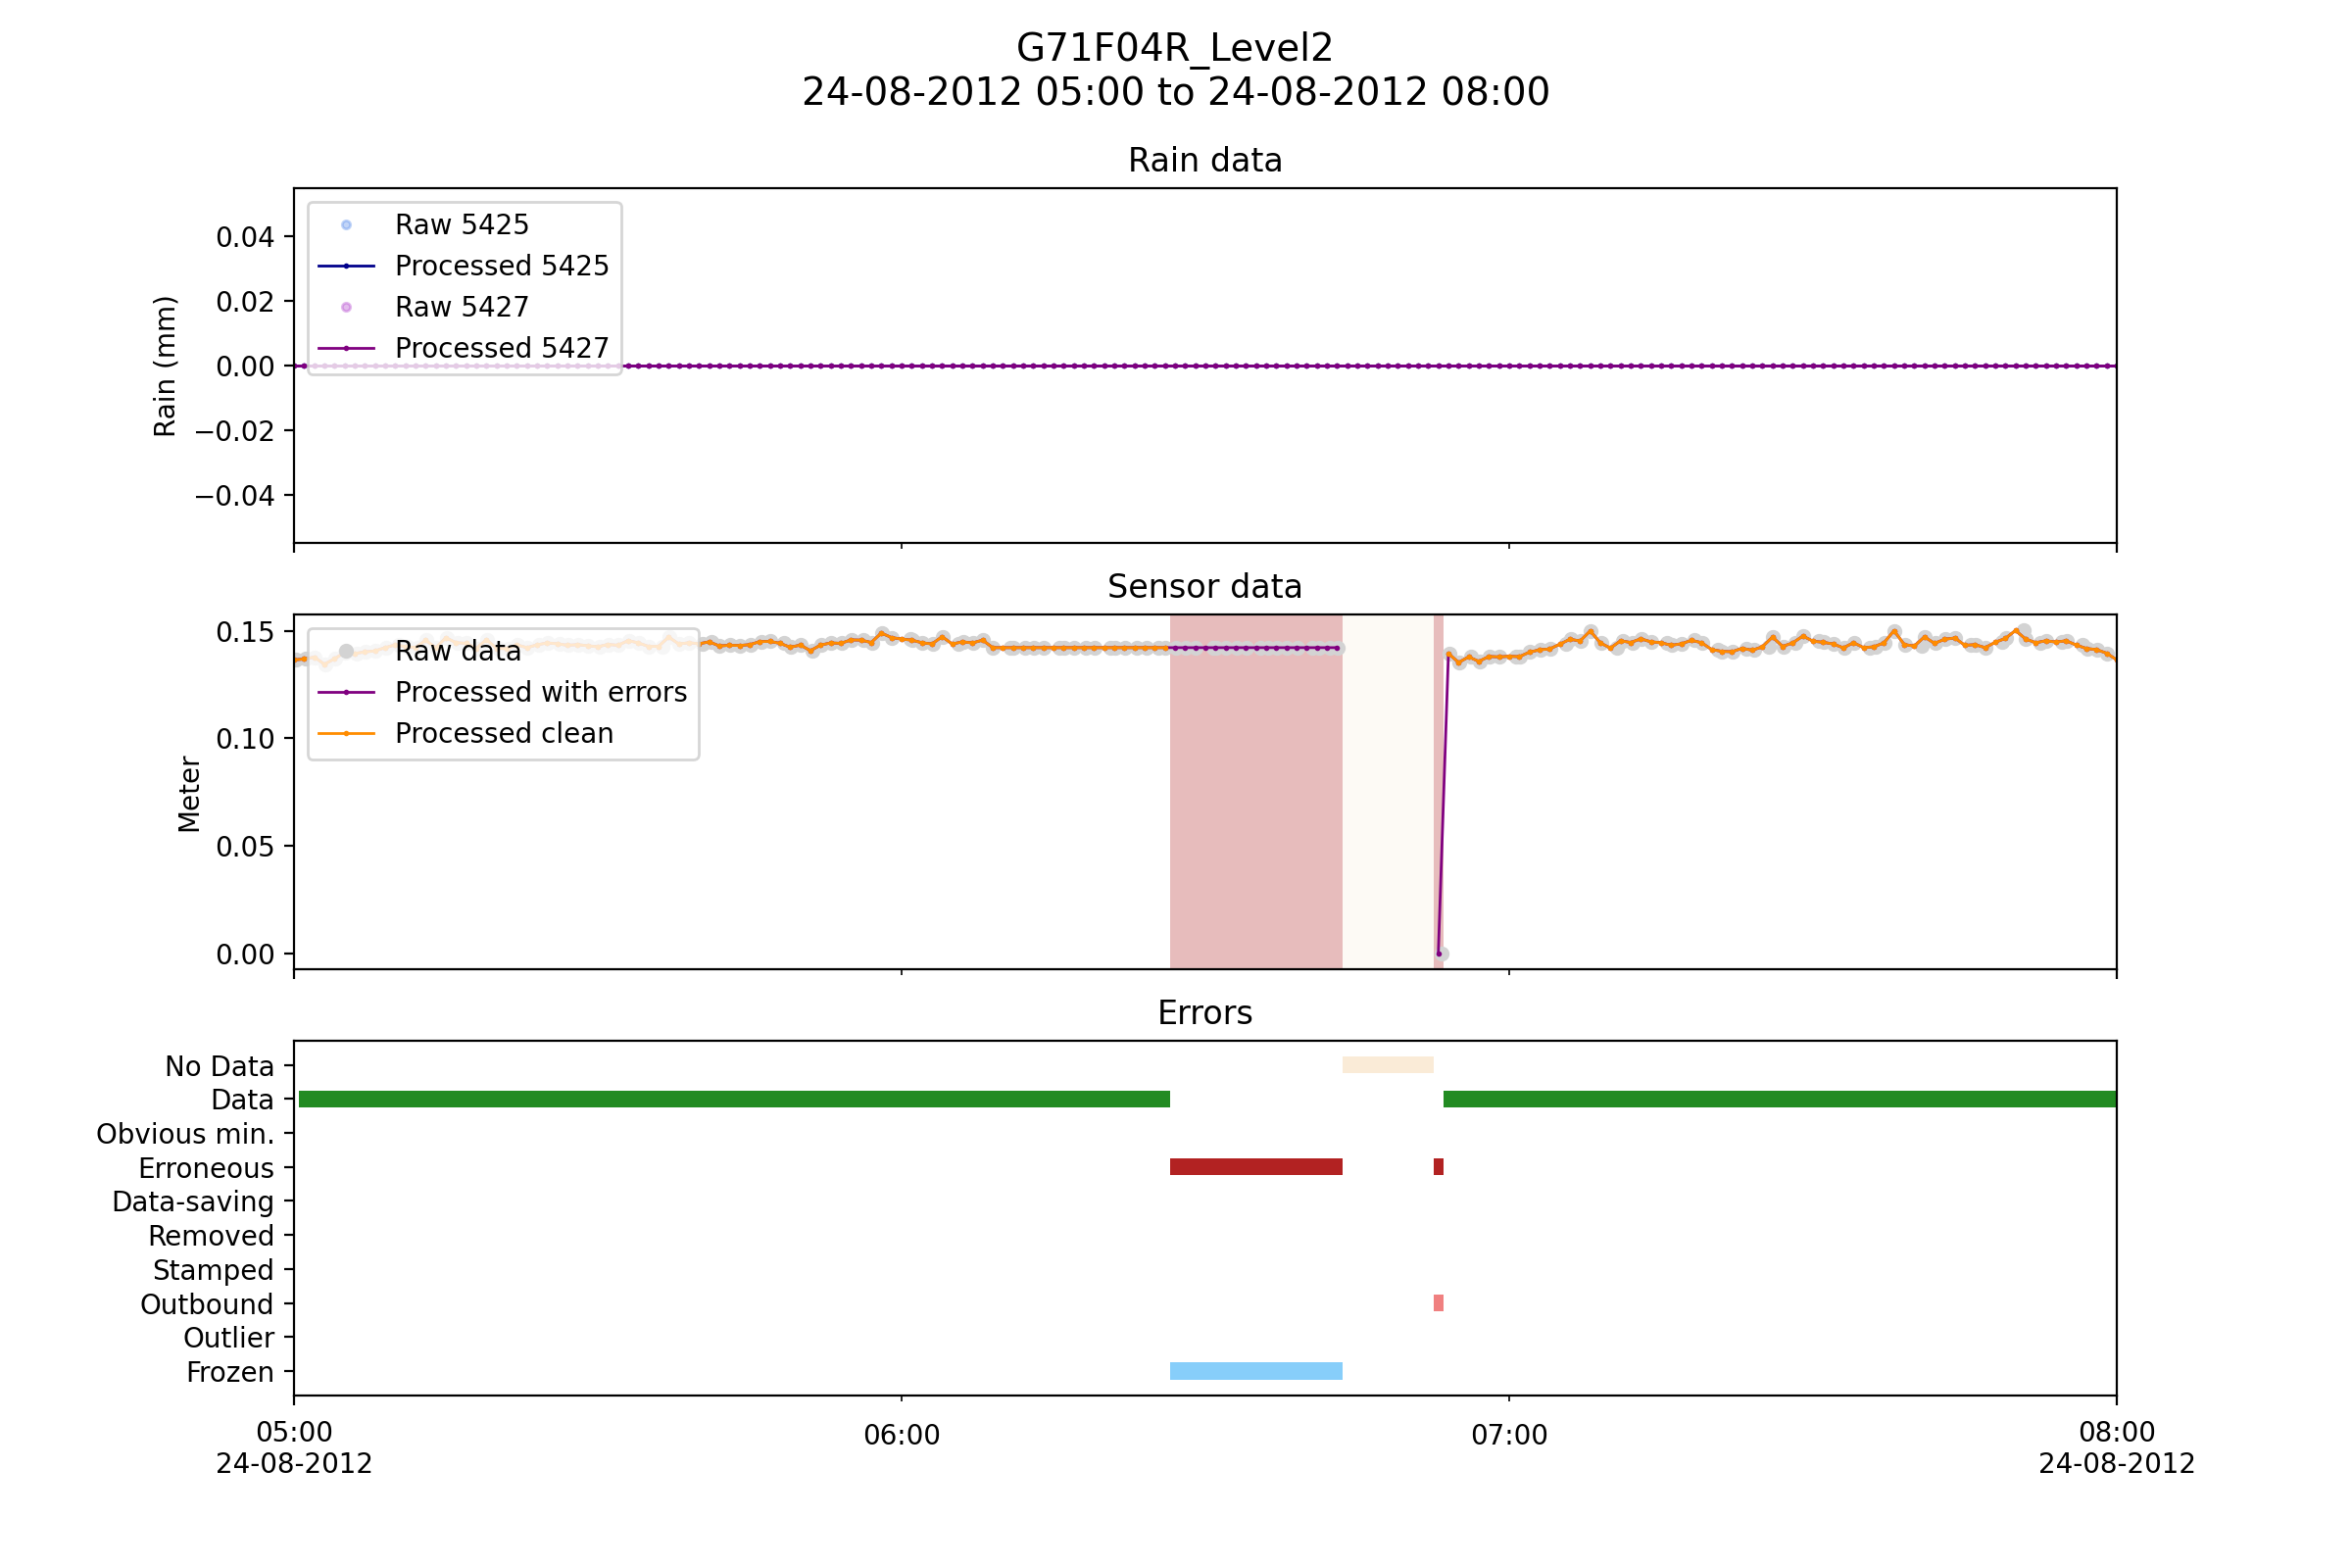 G71F04R_Level2
24-08-2012 05:00 to 24-08-2012 08:00
Rain data
Rain (mm)
0.04
0.02
0.00
−0.02
−0.04
Raw 5425
Processed 5425
Raw 5427
Processed 5427
Sensor data
Meter
0.15
0.10
0.05
0.00
Raw data
Processed with errors
Processed clean
Errors
No Data
Data
Obvious min.
Erroneous
Data-saving
Removed
Stamped
Outbound
Outlier
Frozen
05:00
24-08-2012
06:00
07:00
08:00
24-08-2012